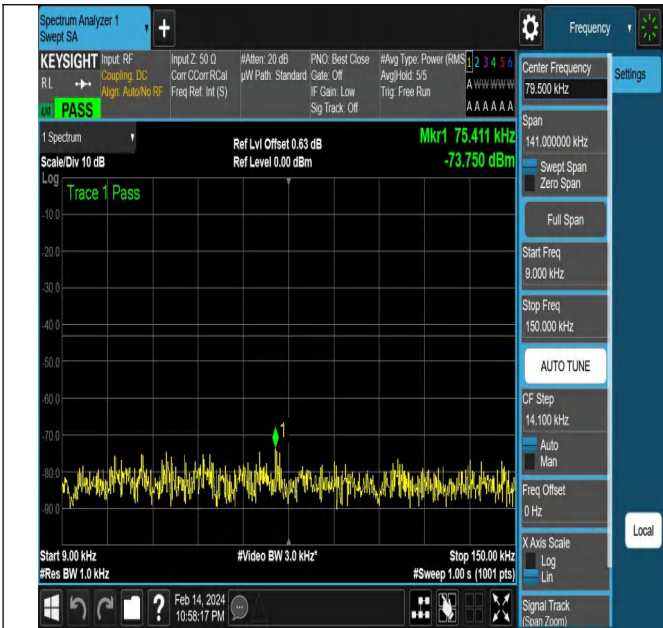 Spectrum Analyzer 1
Swept SA
Frequency
KEYSIGHT
RL
PASS
Input: RF
Coupling: DC
Align: Auto/No RF
Input Z: 50 Ω
Corr CCorr RCal
Freq Ref: Int (S)
#Atten: 20 dB
µW Path: Standard
PNO: Best Close
Gate: Off
IF Gain: Low
Sig Track: Off
#Avg Type: Power (RMS
Avg|Hold: 5/5
Trig: Free Run
1 2 3 4 5 6
A W W W W W
A A A A A A
1 Spectrum
Scale/Div 10 dB
Log
Ref Lvl Offset 0.63 dB
Ref Level 0.00 dBm
Mkr1 75.411 kHz
-73.750 dBm
Trace 1 Pass
-10.0
-20.0
-30.0
-40.0
-50.0
-60.0
-70.0
-80.0
-90.0
1
Start 9.00 kHz
#Res BW 1.0 kHz
#Video BW 3.0 kHz*
Stop 150.00 kHz
#Sweep 1.00 s (1001 pts)
Feb 14, 2024
10:58:17 PM
Center Frequency
79.500 kHz
Settings
Span
141.000000 kHz
Swept Span
Zero Span
Full Span
Start Freq
9.000 kHz
Stop Freq
150.000 kHz
AUTO TUNE
CF Step
14.100 kHz
Auto
Man
Freq Offset
0 Hz
X Axis Scale
Log
Lin
Local
Signal Track
(Span Zoom)